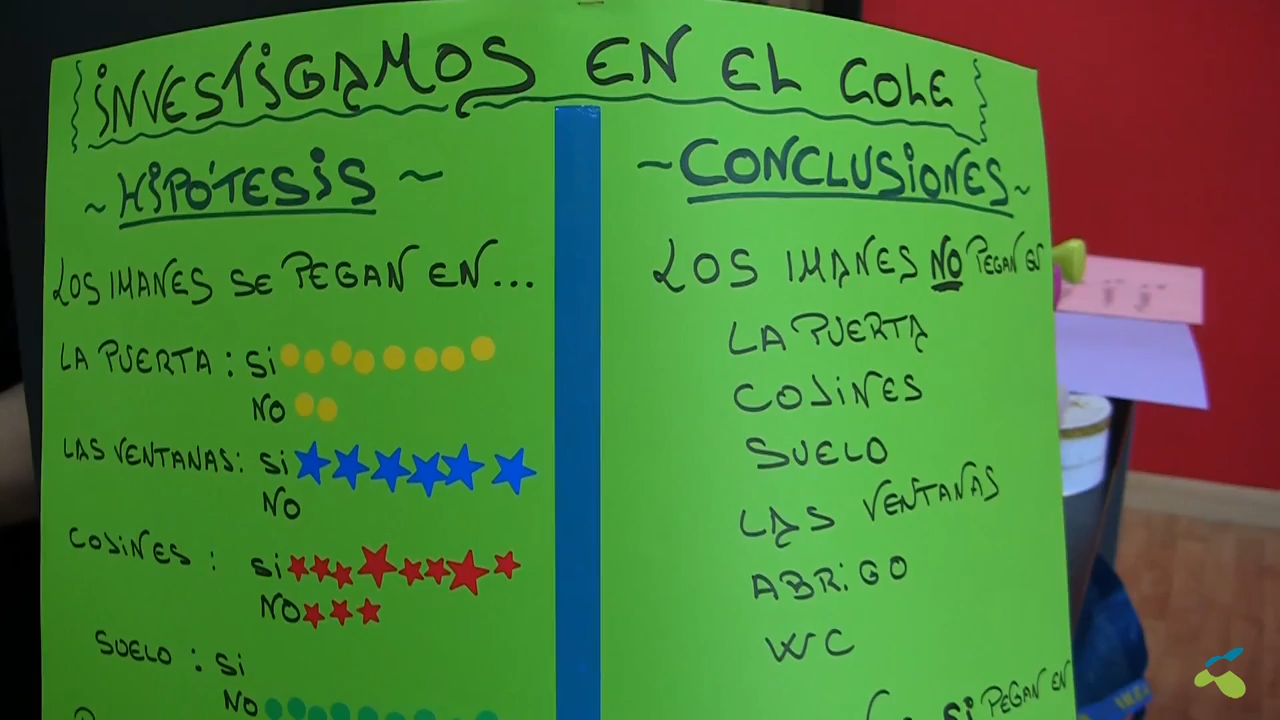 INVESTIGAMOS EN EL COLE
~ HIPÓTESIS ~
LOS IMANES SE PEGAN EN...
LA PUERTA: SI
NO
LAS VENTANAS: SI
NO
COJINES: SI
NO
SUELO: SI
NO
~ CONCLUSIONES ~
LOS IMANES NO PEGAN EN
LA PUERTA
COJINES
SUELO
LAS VENTANAS
ABRIGO
WC
SI PEGAN EN